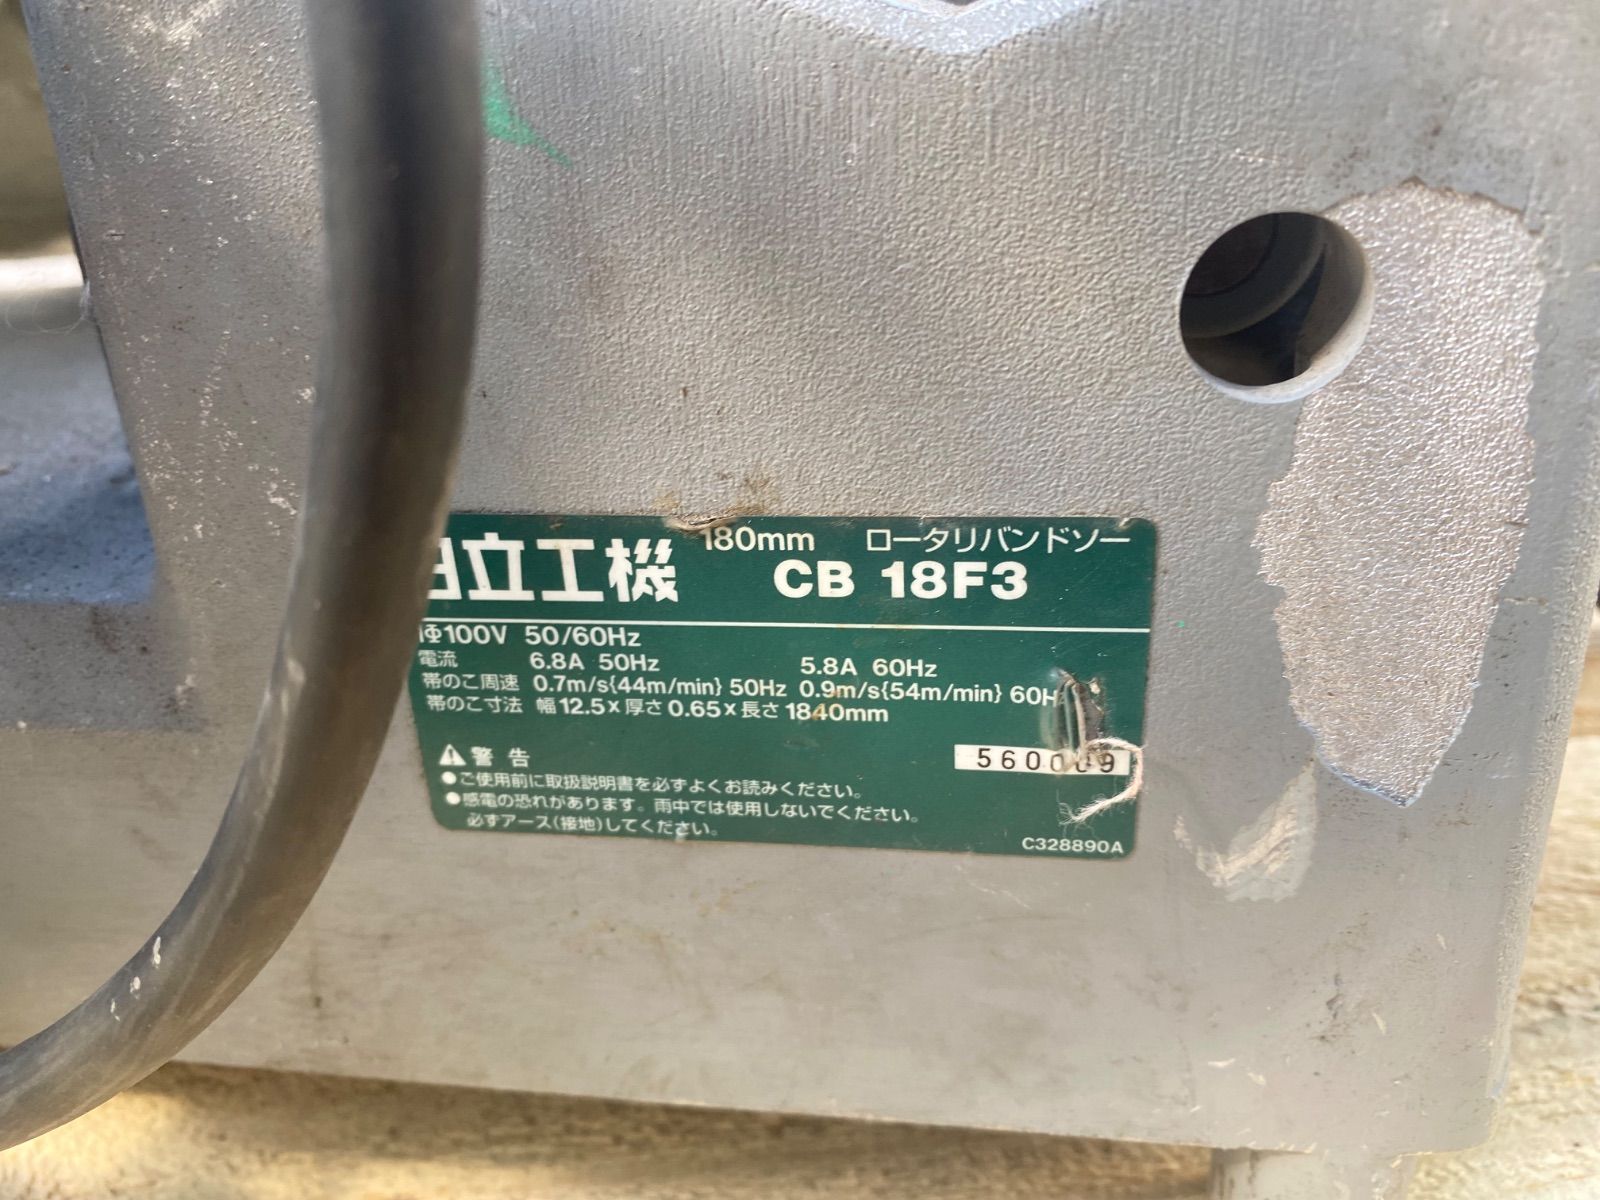 日立工機 180mm ロータリバンドソー
CB 18F3
1Φ100V 50/60Hz
電流 6.8A 50Hz 5.8A 60Hz
帯のこ周速 0.7m/s{44m/min} 50Hz 0.9m/s{54m/min} 60H
帯のこ寸法 幅12.5×厚さ0.65×長さ1840mm
警告
●ご使用前に取扱説明書を必ずよくお読みください。
●感電の恐れがあります。雨中では使用しないでください。
必ずアース(接地)してください。
C328890A